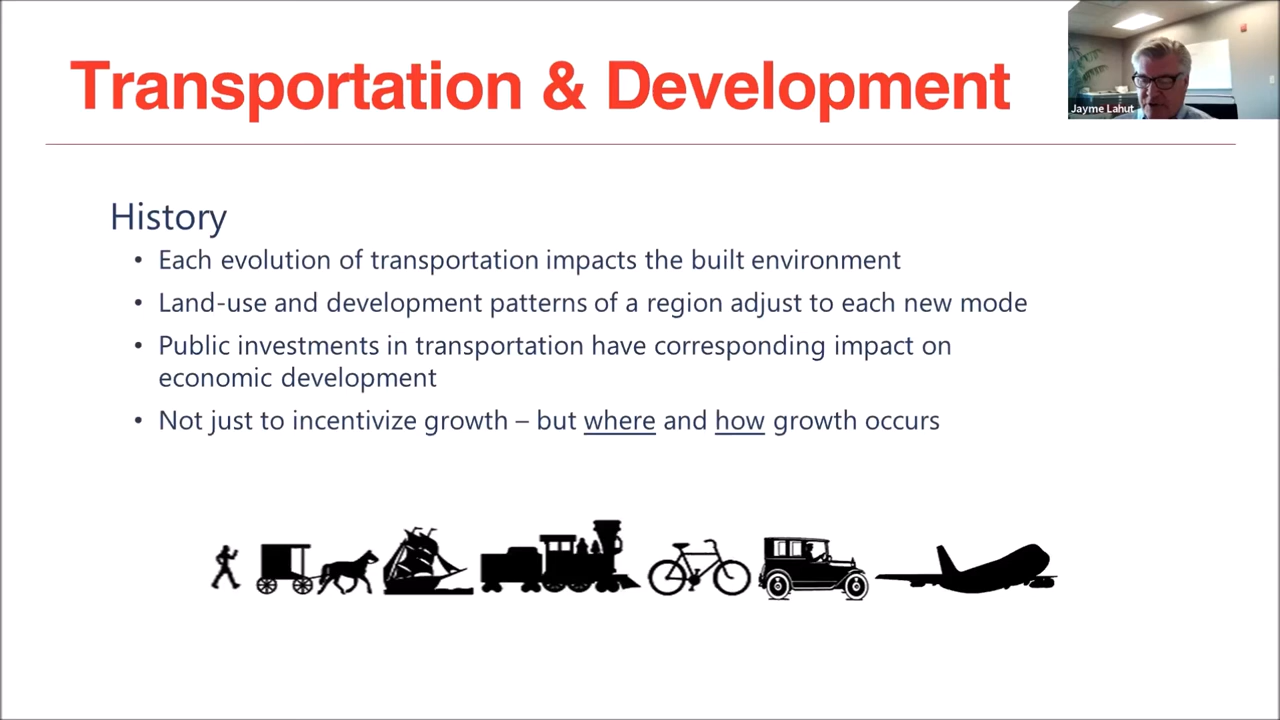 Transportation & Development
Jayme Lahut
History
• Each evolution of transportation impacts the built environment
• Land-use and development patterns of a region adjust to each new mode
• Public investments in transportation have corresponding impact on
economic development
• Not just to incentivize growth – but where and how growth occurs